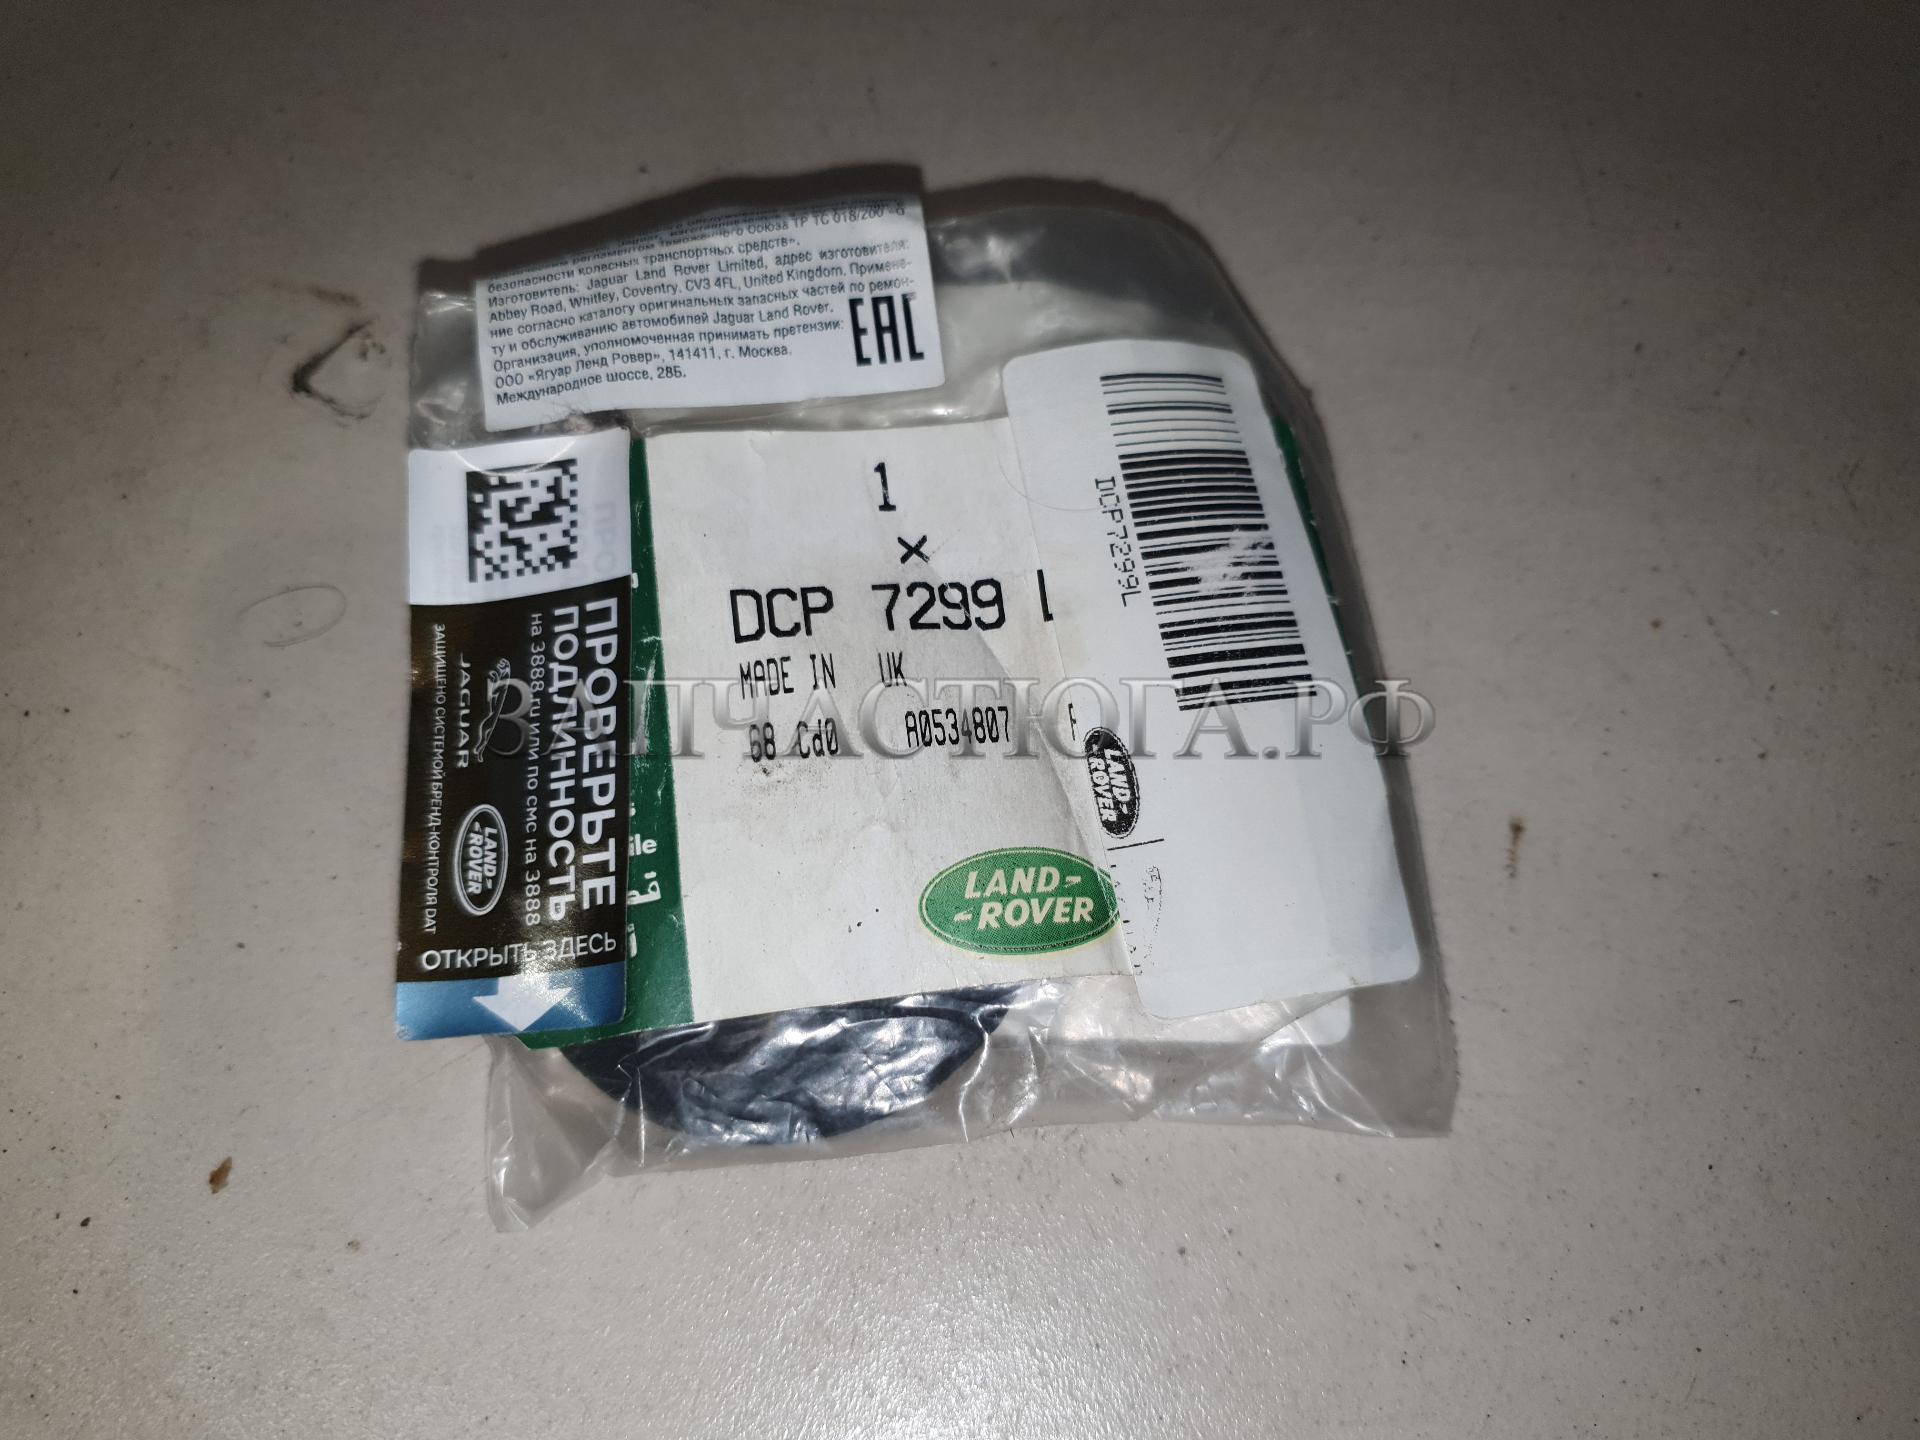 безопасности колесных транспортных средств».
Изготовитель: Jaguar Land Rover Limited, адрес изготовителя:
Abbey Road, Whitley, Coventry. CV3 4FL, United Kingdom. Примене-
ние согласно каталогу оригинальных запасных частей по ремон-
ту и обслуживанию автомобилей Jaguar Land Rover.
Организация, уполномоченная принимать претензии:
ООО «Ягуар Ленд Ровер», 141411, г. Москва.
Международное шоссе, 28Б.
EAC
ПРОВЕРЬТЕ
ПОДЛИННОСТЬ
на 3888.ru или по смс на 3888
JAGUAR
LAND-
-ROVER
ЗАЩИЩЕНО СИСТЕМОЙ БРЕНД-КОНТРОЛЯ DAT
ОТКРЫТЬ ЗДЕСЬ
1
×
DCP 7299 L
MADE IN UK
68 Cd0 A0534807
LAND-
-ROVER
DCP7299L
LAND-
-ROVER
ЗАПЧАСТЮГА.РФ